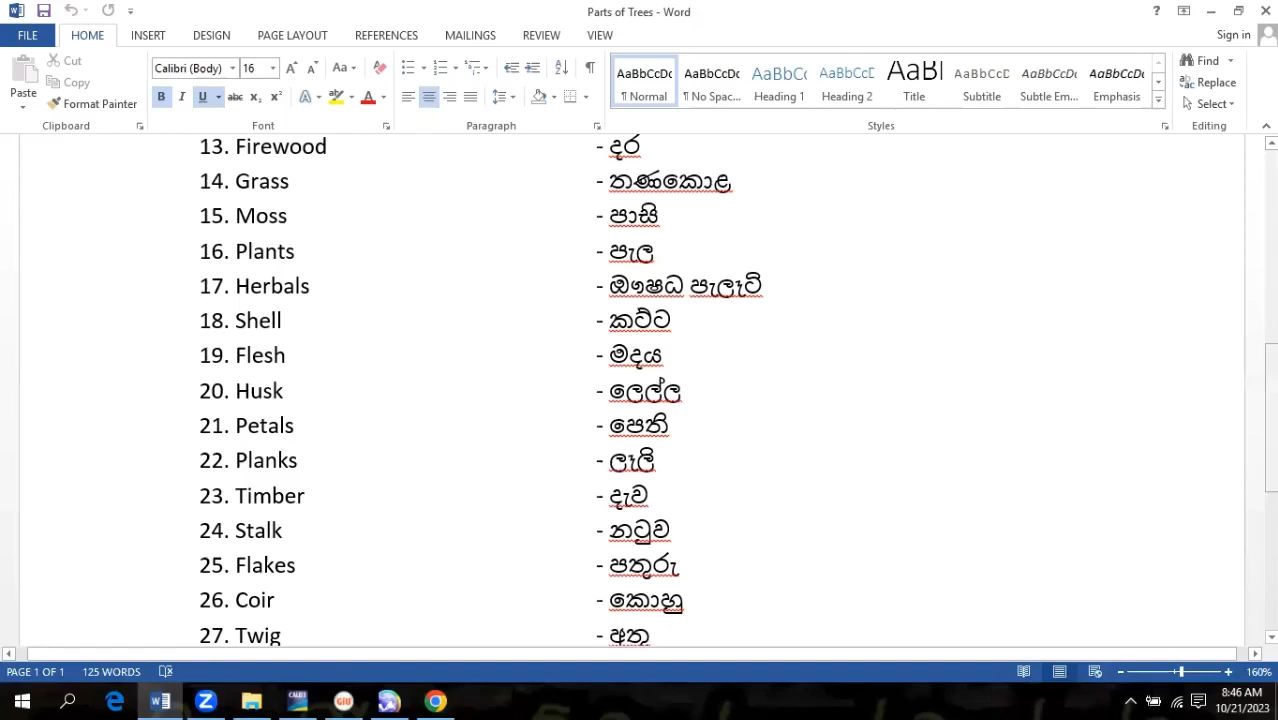 Parts of Trees - Word
FILE HOME INSERT DESIGN PAGE LAYOUT REFERENCES MAILINGS REVIEW VIEW Sign in
Cut
Copy
Paste
Format Painter
Calibri (Body) 16
AaBbCcDc AaBbCcDc AaBbCc AaBbCcD AaBl AaBbCcD AaBbCcDc AaBbCcDc
¶ Normal ¶ No Spac... Heading 1 Heading 2 Title Subtitle Subtle Em... Emphasis
Find
Replace
Select
Clipboard Font Paragraph Styles Editing
13. Firewood - දර
14. Grass - තණකොළ
15. Moss - පාසි
16. Plants - පැල
17. Herbals - ඖෂධ පැලෑටි
18. Shell - කට්ට
19. Flesh - මදය
20. Husk - ලෙල්ල
21. Petals - පෙති
22. Planks - ලෑලි
23. Timber - දැව
24. Stalk - නටුව
25. Flakes - පතුරු
26. Coir - කොහු
27. Twig - අතු
PAGE 1 OF 1 125 WORDS 160%
8:46 AM
10/21/2023